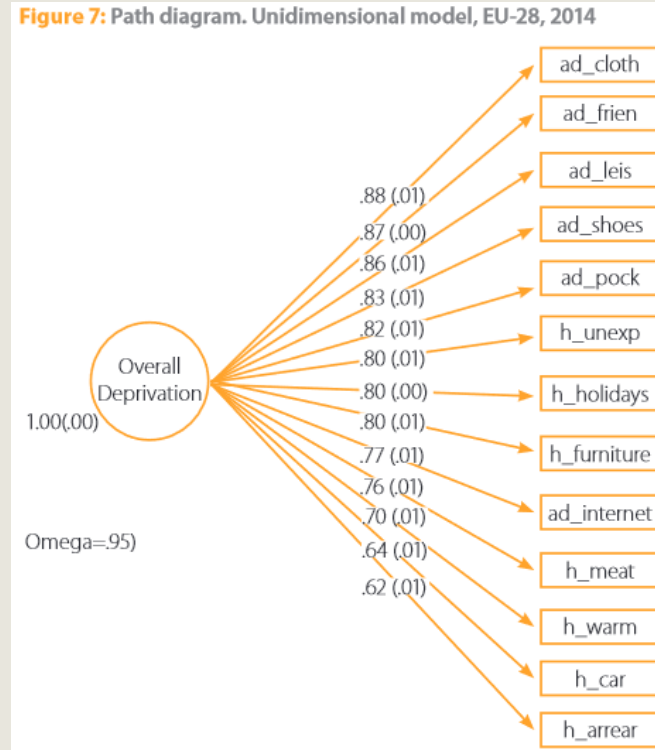 Figure 7: Path diagram. Unidimensional model, EU-28, 2014
ad_cloth
ad_frien
ad_leis
ad_shoes
ad_pock
h_unexp
h_holidays
h_furniture
ad_internet
h_meat
h_warm
h_car
h_arrear
.88 (.01)
.87 (.00)
.86 (.01)
.83 (.01)
.82 (.01)
.80 (.01)
.80 (.00)
.80 (.01)
.77 (.01)
.76 (.01)
.70 (.01)
.64 (.01)
.62 (.01)
Overall
Deprivation
1.00(.00)
Omega=.95)